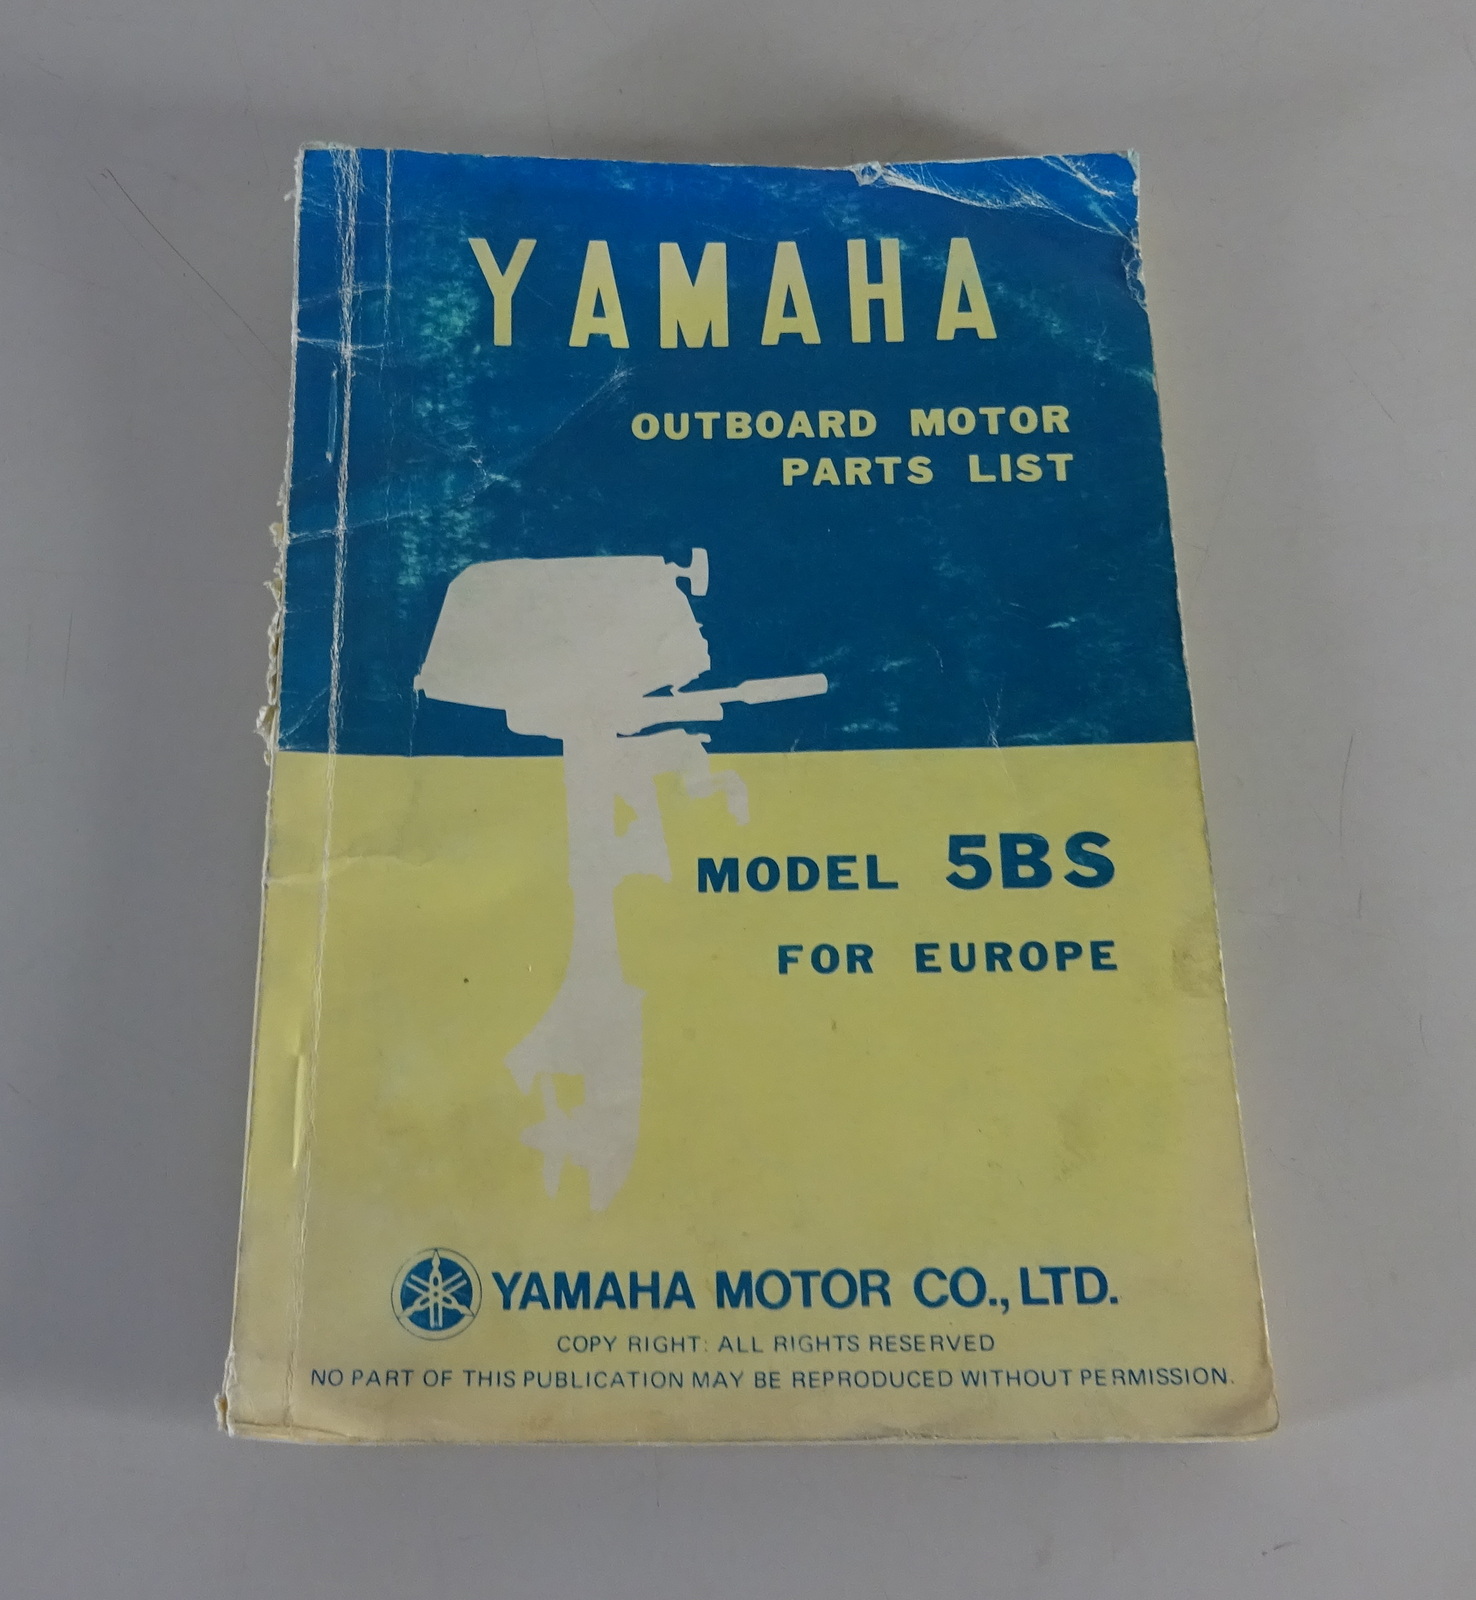 YAMAHA
OUTBOARD MOTOR
PARTS LIST
MODEL 5BS
FOR EUROPE
YAMAHA MOTOR CO., LTD.
COPY RIGHT: ALL RIGHTS RESERVED
NO PART OF THIS PUBLICATION MAY BE REPRODUCED WITHOUT PERMISSION.